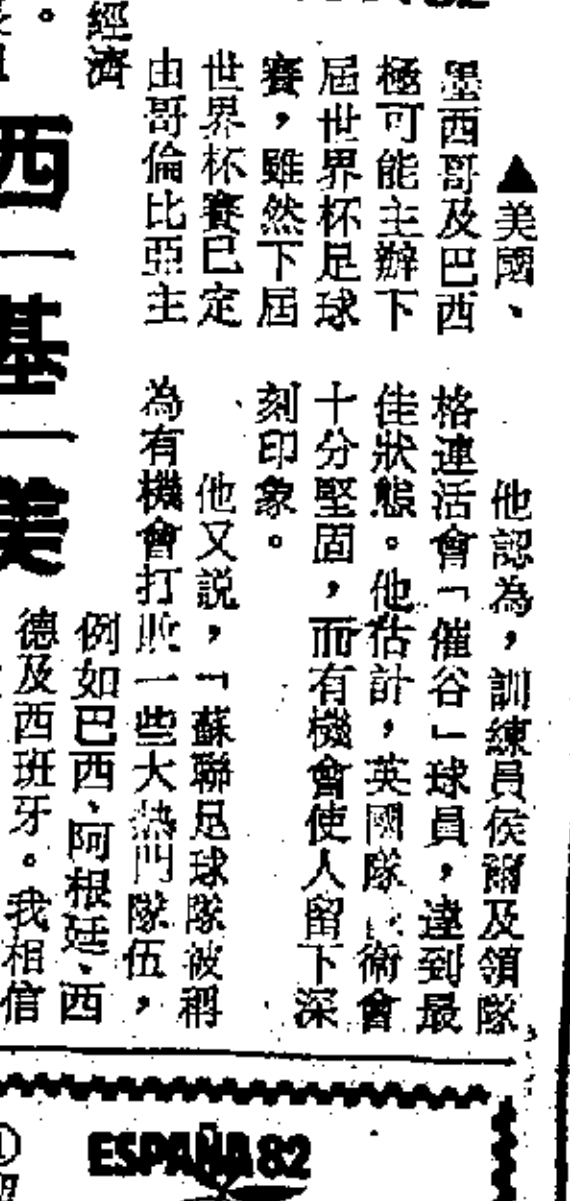 ▲美國、
墨西哥及巴西
極可能主辦下
屆世界杯足球
賽,雖然下屆
世界杯賽已定
由哥倫比亞主
經濟
他認為,訓練員侯爾及領隊
格連活會「催谷」球員,達到最
佳狀態。他估計,英國隊衛會
十分堅固,而有機會使人留下深
刻印象。
他又説,「蘇聯足球隊被稱
為有機會打敗一些大熱門隊伍,
例如巴西、阿根廷、西
德及西班牙。我相信
西—基—美
ESPAÑA 82